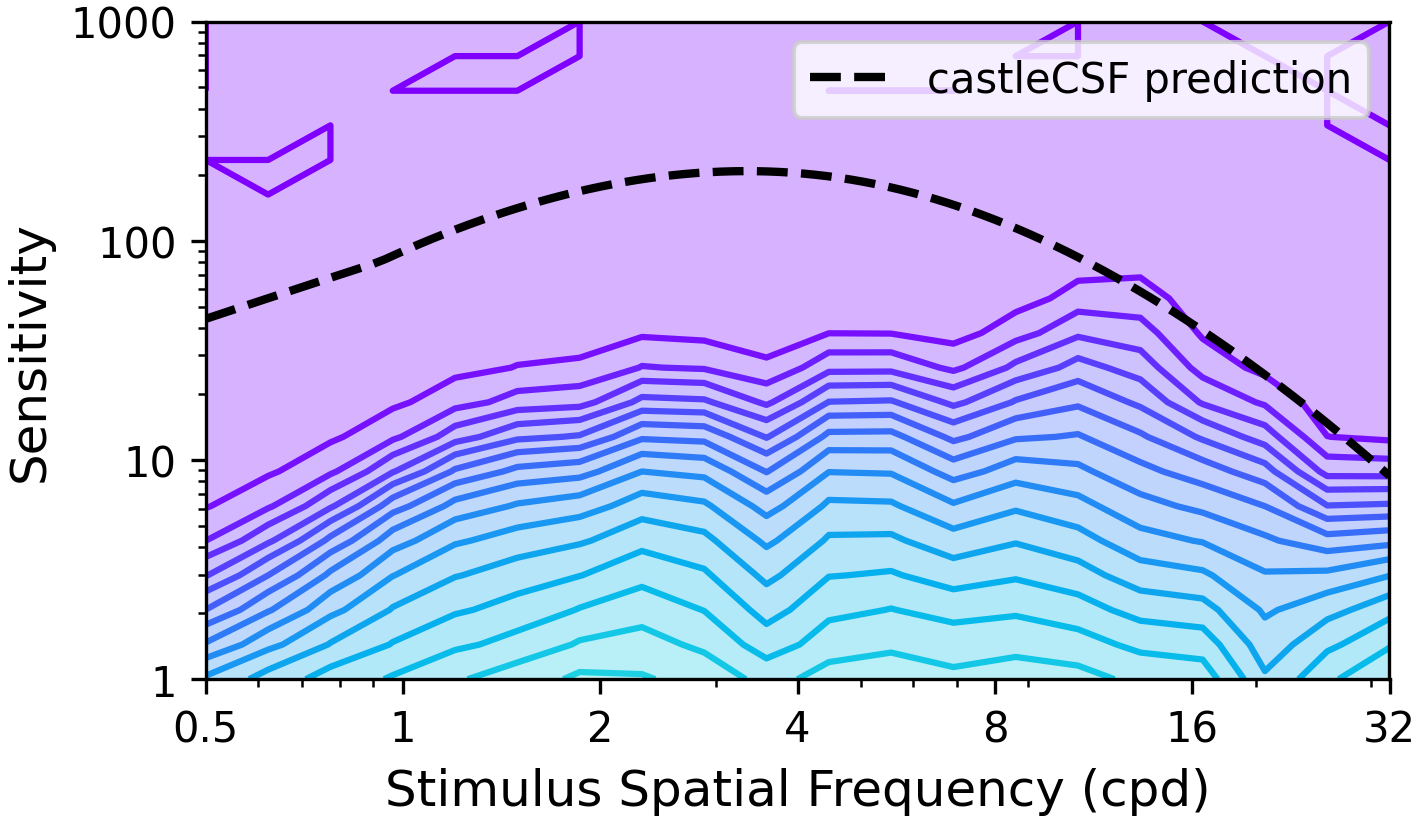 1000
100
10
1
Sensitivity
castleCSF prediction
0.5 1 2 4 8 16 32
Stimulus Spatial Frequency (cpd)